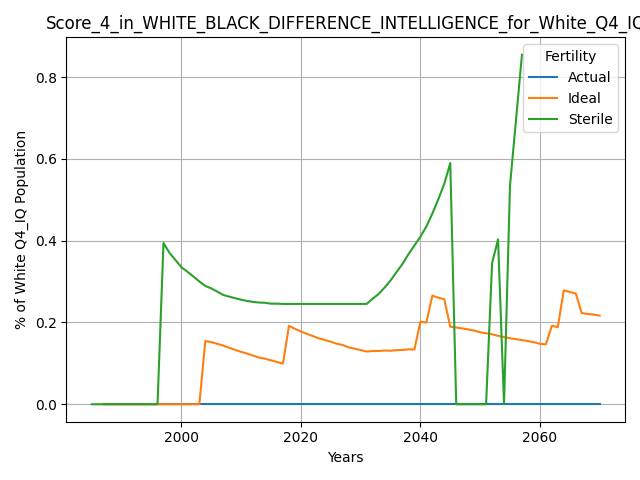 Score_4_in_WHITE_BLACK_DIFFERENCE_INTELLIGENCE_for_White_Q4_IQ
Fertility
Actual
Ideal
Sterile
% of White Q4_IQ Population
0.8
0.6
0.4
0.2
0.0
2000 2020 2040 2060
Years